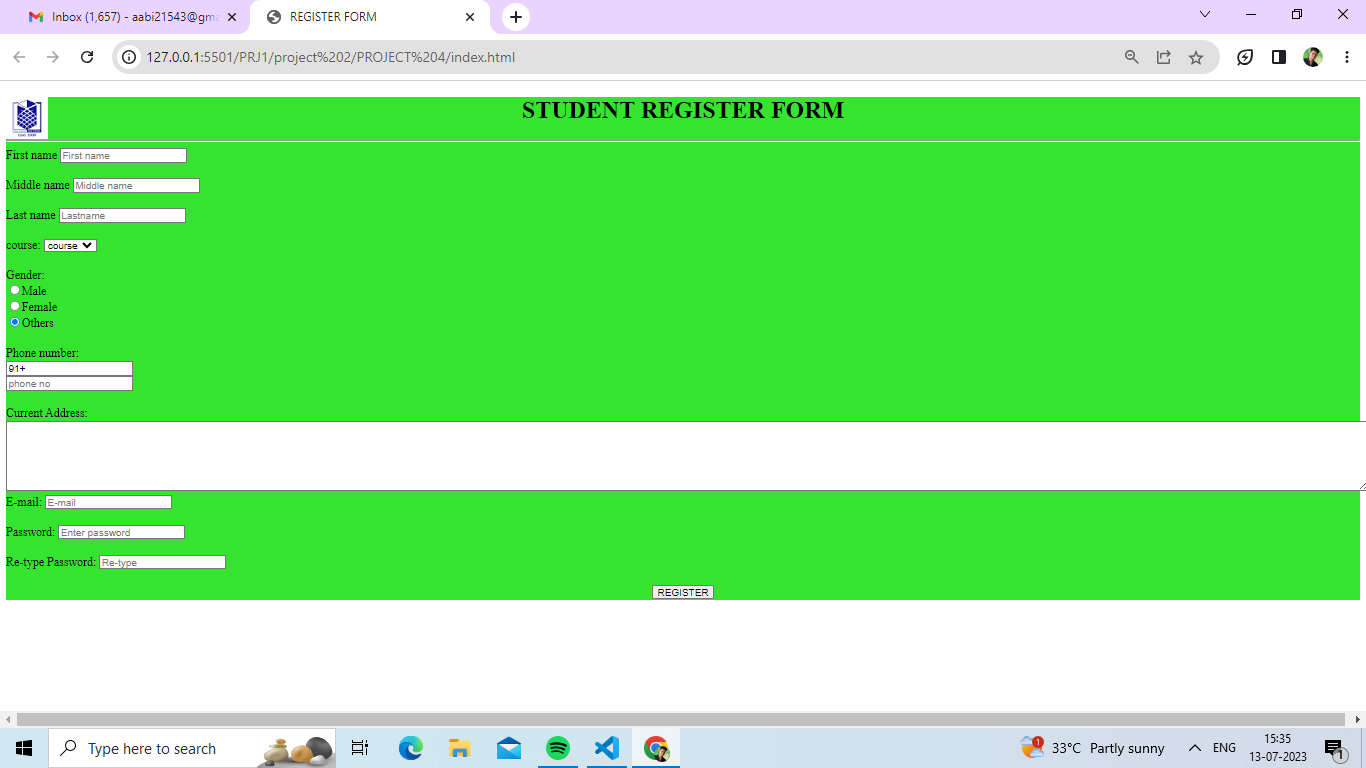 Inbox (1,657) - aabi21543@gma
REGISTER FORM
127.0.0.1:5501/PRJ1/project%202/PROJECT%204/index.html
STUDENT REGISTER FORM
First name First name
Middle name Middle name
Last name Lastname
course: course
Gender:
Male
Female
Others
Phone number:
91+
phone no
Current Address:
E-mail: E-mail
Password: Enter password
Re-type Password: Re-type
REGISTER
Type here to search
1
33°C Partly sunny
ENG
15:35
13-07-2023
1